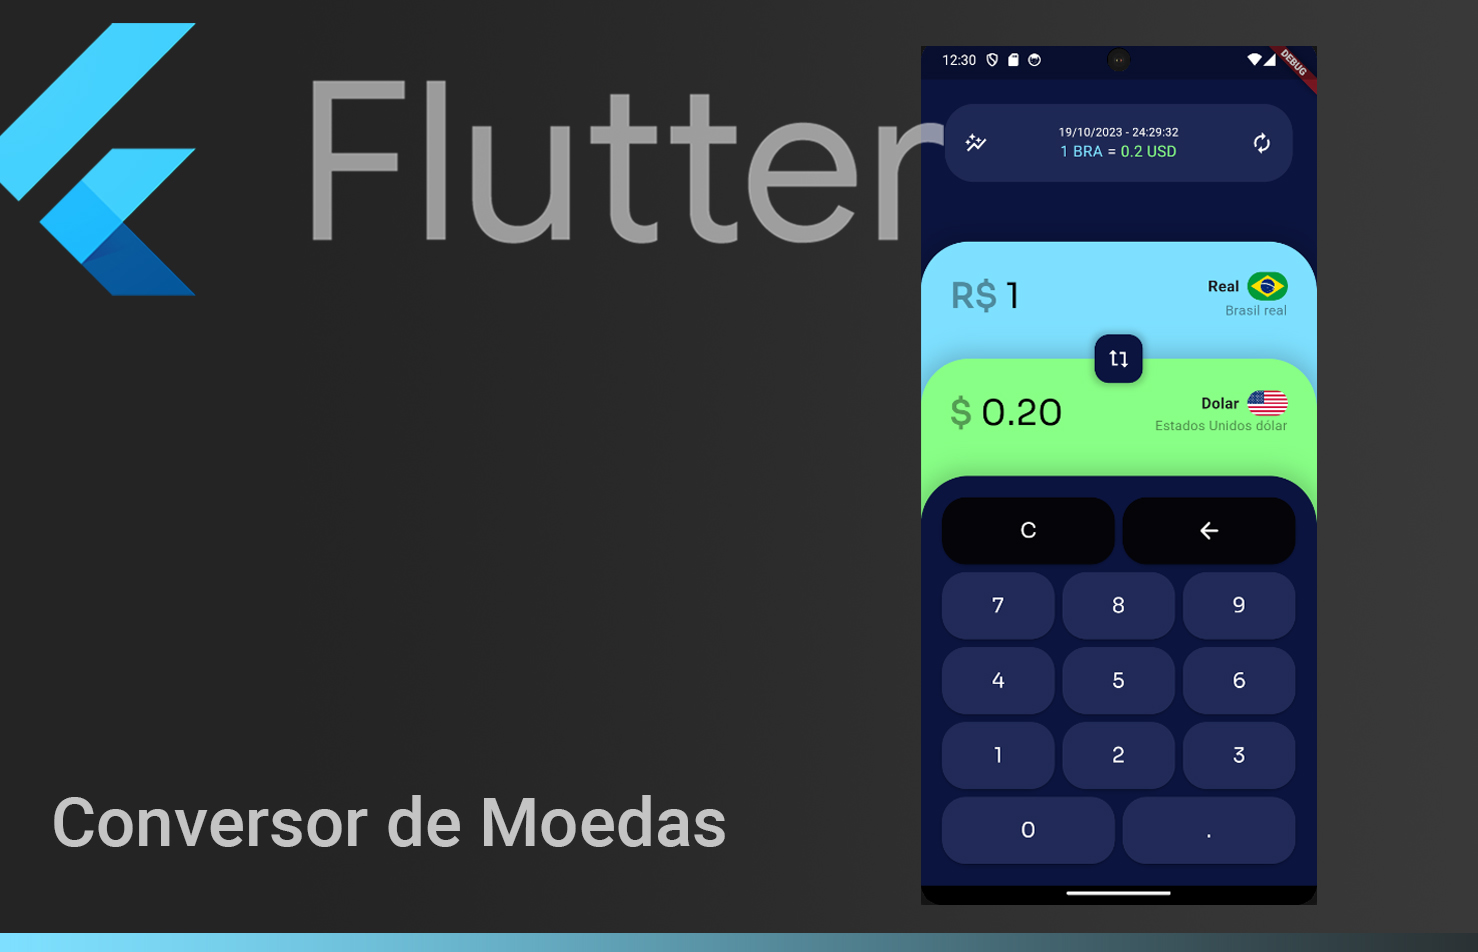 Flutter
12:30
DEBUG
19/10/2023 - 24:29:32
1 BRA = 0.2 USD
R$ 1
Real
Brasil real
$ 0.20
Dolar
Estados Unidos dólar
C
7 8 9
4 5 6
1 2 3
0 .
Conversor de Moedas